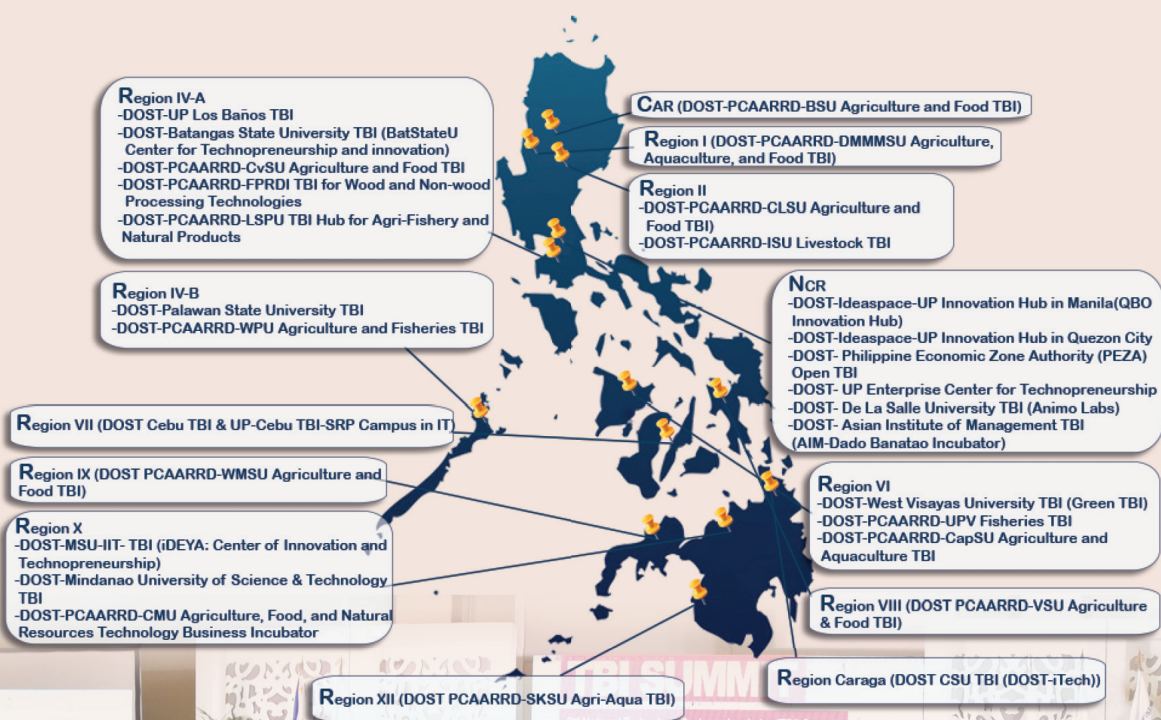 Region IV-A
-DOST-UP Los Baños TBI
-DOST-Batangas State University TBI (BatStateU
Center for Technopreneurship and innovation)
-DOST-PCAARRD-CvSU Agriculture and Food TBI
-DOST-PCAARRD-FPRDI TBI for Wood and Non-wood
Processing Technologies
-DOST-PCAARRD-LSPU TBI Hub for Agri-Fishery and
Natural Products
CAR (DOST-PCAARRD-BSU Agriculture and Food TBI)
Region I (DOST-PCAARRD-DMMMSU Agriculture,
Aquaculture, and Food TBI)
Region II
-DOST-PCAARRD-CLSU Agriculture and
Food TBI)
-DOST-PCAARRD-ISU Livestock TBI
Region IV-B
-DOST-Palawan State University TBI
-DOST-PCAARRD-WPU Agriculture and Fisheries TBI
NCR
-DOST-Ideaspace-UP Innovation Hub in Manila(QBO
Innovation Hub)
-DOST-Ideaspace-UP Innovation Hub in Quezon City
-DOST- Philippine Economic Zone Authority (PEZA)
Open TBI
-DOST- UP Enterprise Center for Technopreneurship
-DOST- De La Salle University TBI (Animo Labs)
-DOST- Asian Institute of Management TBI
(AIM-Dado Banatao Incubator)
Region VII (DOST Cebu TBI & UP-Cebu TBI-SRP Campus in IT)
Region IX (DOST PCAARRD-WMSU Agriculture and
Food TBI)
Region X
-DOST-MSU-IIT- TBI (iDEYA: Center of Innovation and
Technopreneurship)
-DOST-Mindanao University of Science & Technology
TBI
-DOST-PCAARRD-CMU Agriculture, Food, and Natural
Resources Technology Business Incubator
Region VI
-DOST-West Visayas University TBI (Green TBI)
-DOST-PCAARRD-UPV Fisheries TBI
-DOST-PCAARRD-CapSU Agriculture and
Aquaculture TBI
Region VIII (DOST PCAARRD-VSU Agriculture
& Food TBI)
Region XII (DOST PCAARRD-SKSU Agri-Aqua TBI)
Region Caraga (DOST CSU TBI (DOST-iTech))
TBI SUMM